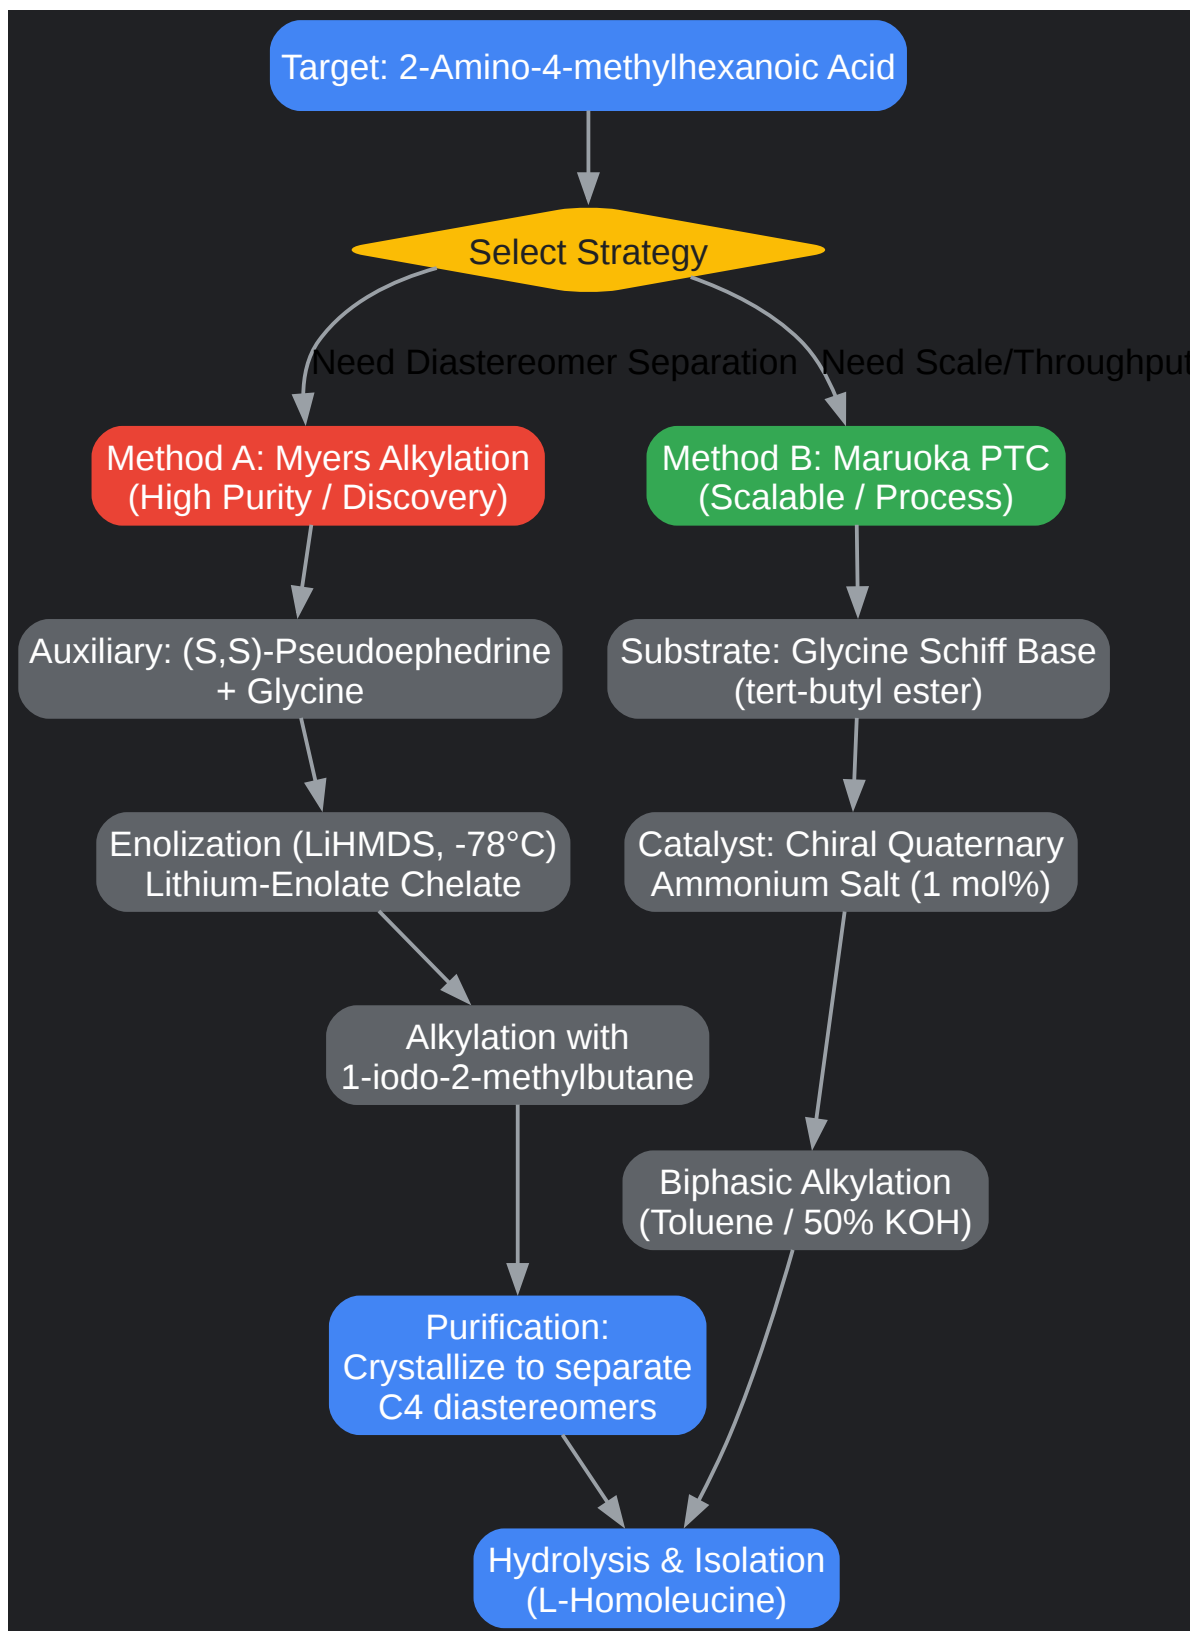 Target: 2-Amino-4-methylhexanoic Acid
Select Strategy
Need Diastereomer Separation
Need Scale/Throughput
Method A: Myers Alkylation
(High Purity / Discovery)
Method B: Maruoka PTC
(Scalable / Process)
Auxiliary: (S,S)-Pseudoephedrine
+ Glycine
Substrate: Glycine Schiff Base
(tert-butyl ester)
Enolization (LiHMDS, -78°C)
Lithium-Enolate Chelate
Catalyst: Chiral Quaternary
Ammonium Salt (1 mol%)
Alkylation with
1-iodo-2-methylbutane
Biphasic Alkylation
(Toluene / 50% KOH)
Purification:
Crystallize to separate
C4 diastereomers
Hydrolysis & Isolation
(L-Homoleucine)